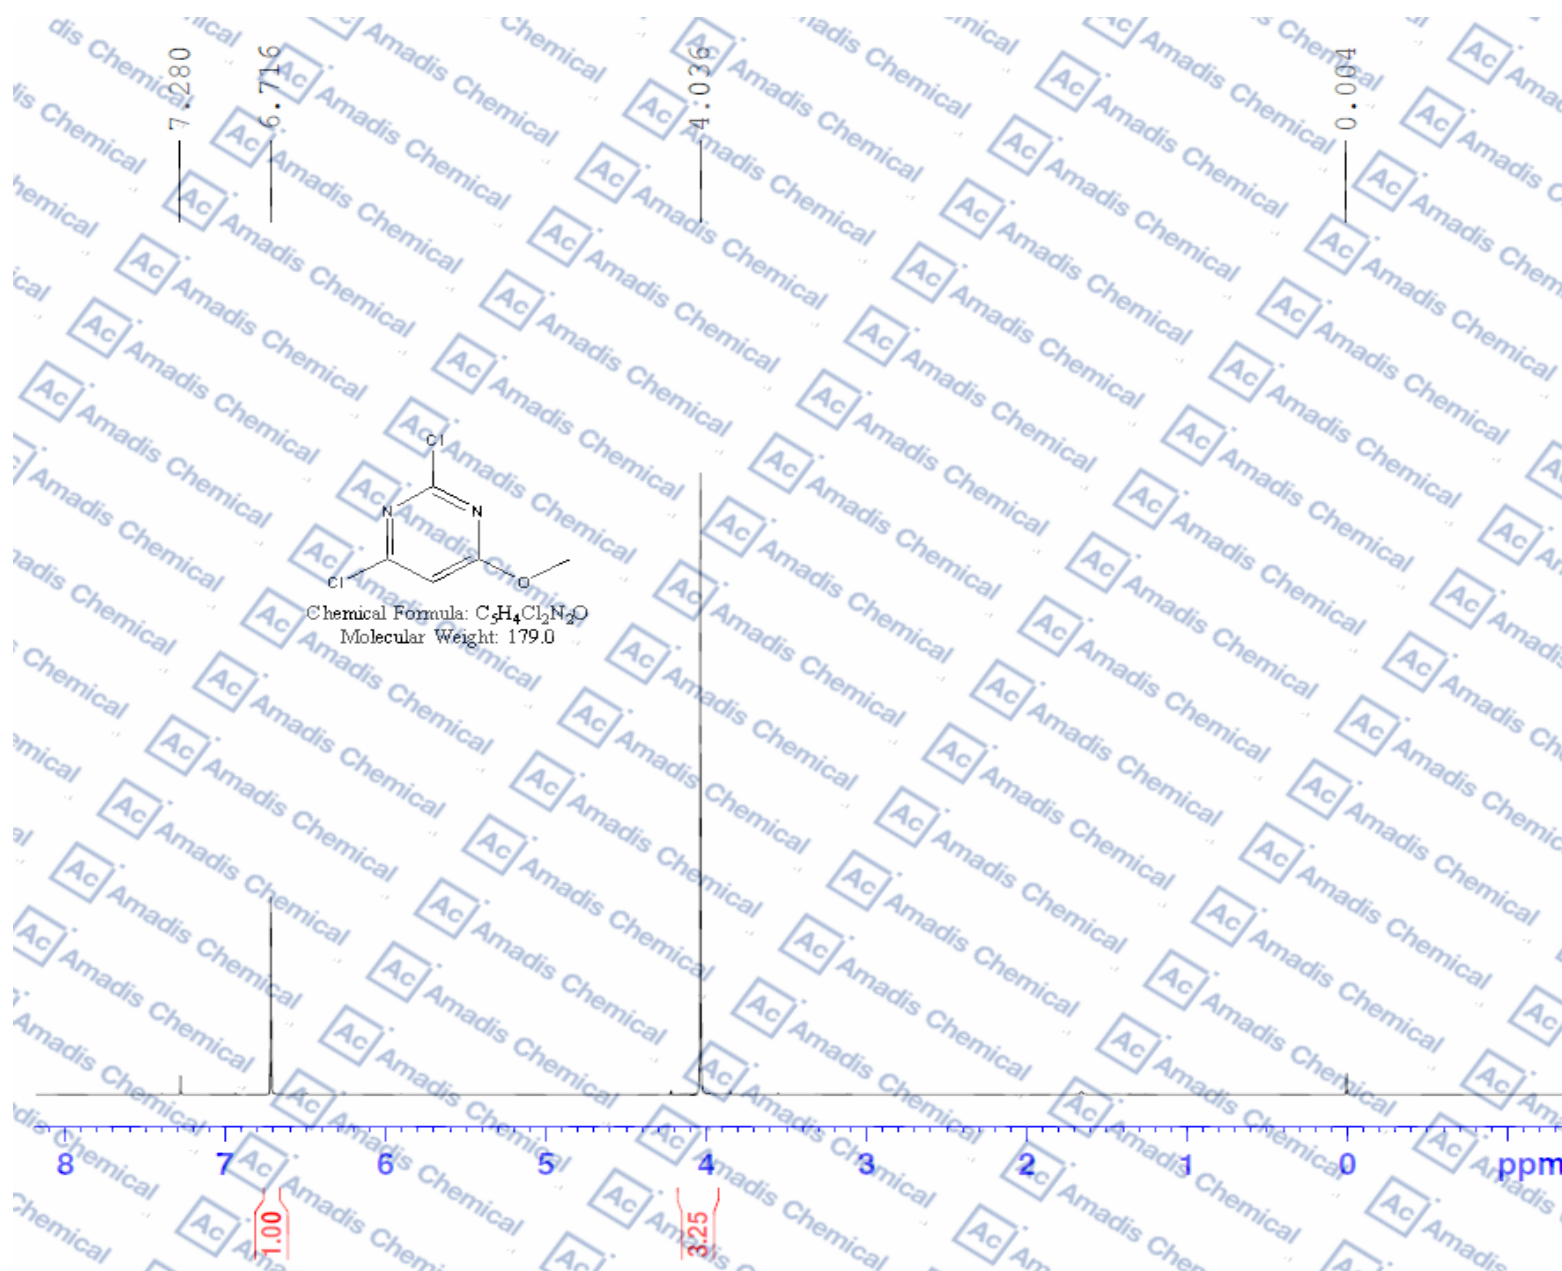 7.280
6.716
4.036
0.004
Cl
N
N
Cl
O
Chemical Formula: C₅H₄Cl₂N₂O
Molecular Weight: 179.0
8 7 6 5 4 3 2 1 0 ppm
1.00
3.25
Ac Amadis Chemical